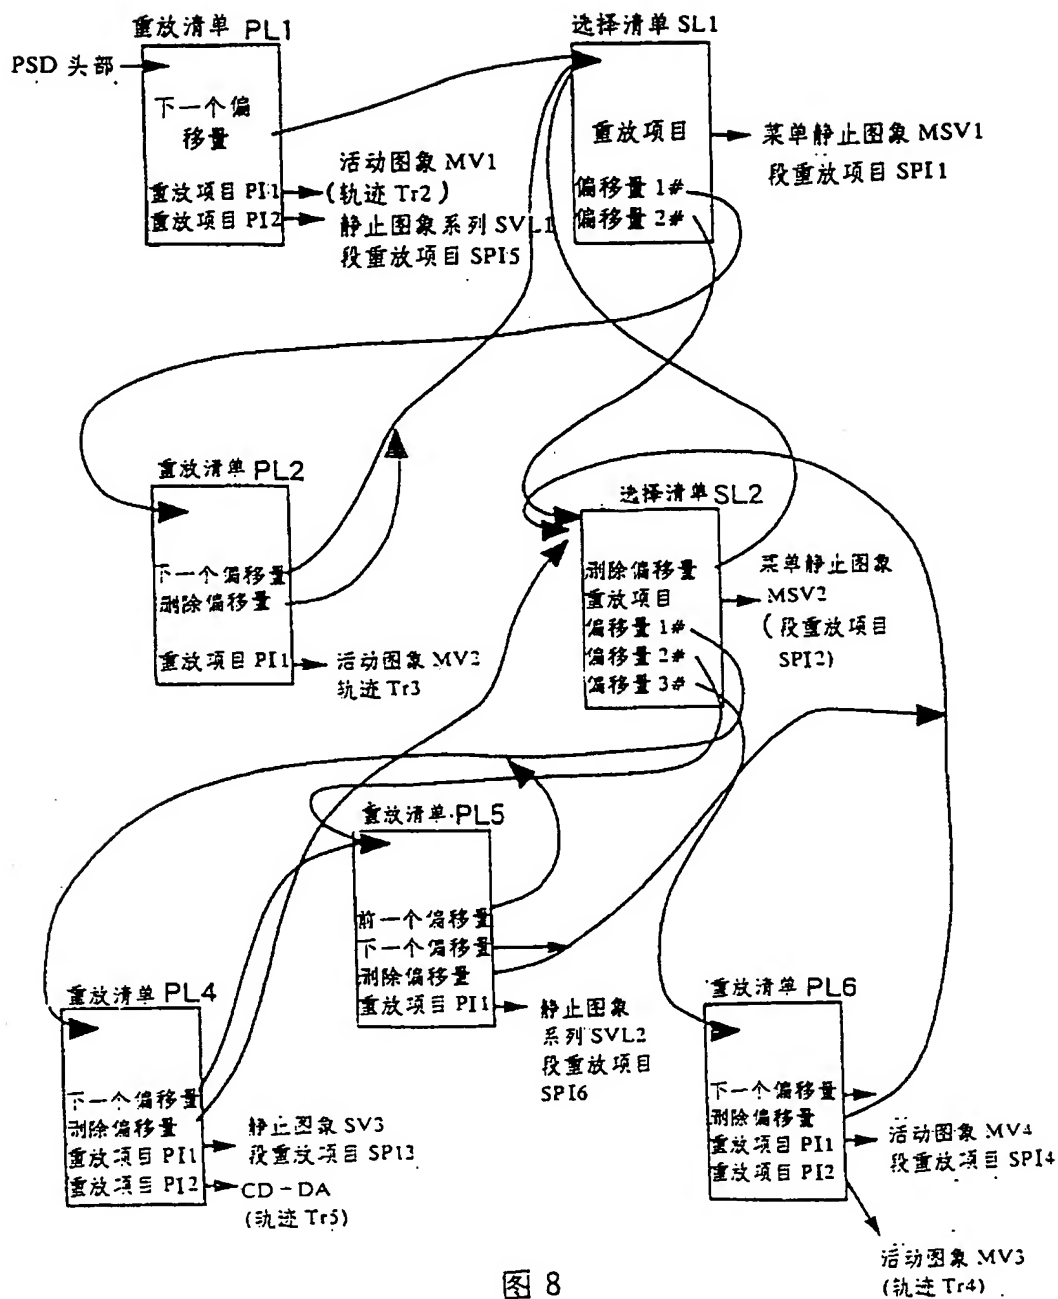 重放清单 PL1
PSD 头部
下一个偏
移量
重放项目 PI1
重放项目 PI2
活动图象 MV1
(轨迹 Tr2)
静止图象系列 SVL1
段重放项目 SPI5
选择清单 SL1
重放项目
偏移量 1#
偏移量 2#
菜单静止图象 MSV1
段重放项目 SPI1
重放清单 PL2
下一个偏移量
删除偏移量
重放项目 PI1
活动图象 MV2
轨迹 Tr3
选择清单 SL2
删除偏移量
重放项目
偏移量 1#
偏移量 2#
偏移量 3#
菜单静止图象
MSV2
(段重放项目
SPI2)
重放清单 PL5
前一个偏移量
下一个偏移量
删除偏移量
重放项目 PI1
静止图象
系列 SVL2
段重放项目
SPI6
重放清单 PL4
下一个偏移量
删除偏移量
重放项目 PI1
重放项目 PI2
静止图象 SV3
段重放项目 SPI3
CD-DA
(轨迹 Tr5)
重放清单 PL6
下一个偏移量
删除偏移量
重放项目 PI1
重放项目 PI2
活动图象 MV4
段重放项目 SPI4
活动图象 MV3
(轨迹 Tr4)
图 8